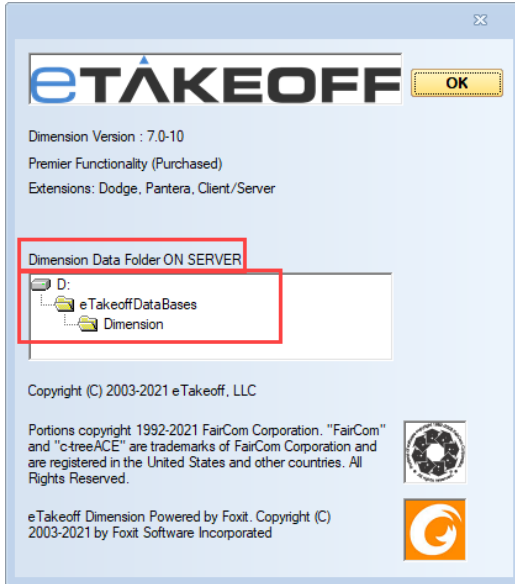 eTAKEOFF
OK
Dimension Version : 7.0-10
Premier Functionality (Purchased)
Extensions: Dodge, Pantera, Client/Server
Dimension Data Folder ON SERVER
D:
eTakeoffDataBases
Dimension
Copyright (C) 2003-2021 eTakeoff, LLC
Portions copyright 1992-2021 FairCom Corporation. "FairCom"
and "c-treeACE" are trademarks of FairCom Corporation and
are registered in the United States and other countries. All
Rights Reserved.
eTakeoff Dimension Powered by Foxit. Copyright (C)
2003-2021 by Foxit Software Incorporated